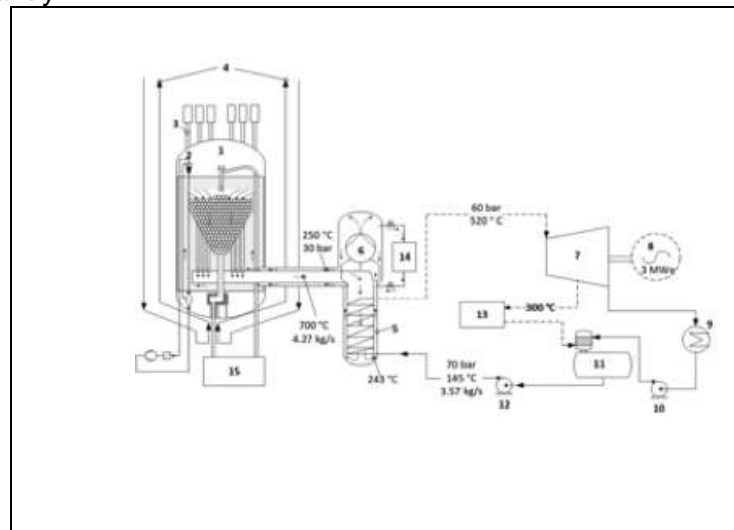 4
3
1
2
60 bar
520 ° C
250 °C
30 bar
6
14
7
8
3 MWe
700 °C
4.27 kg/s
5
13
300 °C
9
15
243 °C
70 bar
145 °C
3.57 kg/s
12
11
10